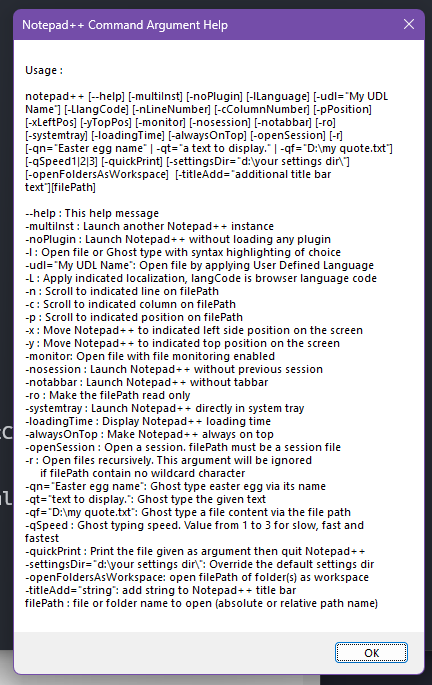 Notepad++ Command Argument Help
Usage :
notepad++ [--help] [-multiInst] [-noPlugin] [-lLanguage] [-udl="My UDL
Name"] [-LlangCode] [-nLineNumber] [-cColumnNumber] [-pPosition]
[-xLeftPos] [-yTopPos] [-monitor] [-nosession] [-notabbar] [-ro]
[-systemtray] [-loadingTime] [-alwaysOnTop] [-openSession] [-r]
[-qn="Easter egg name" | -qt="a text to display." | -qf="D:\my quote.txt"]
[-qSpeed1|2|3] [-quickPrint] [-settingsDir="d:\your settings dir\"]
[-openFoldersAsWorkspace]  [-titleAdd="additional title bar
text"][filePath]
--help : This help message
-multiInst : Launch another Notepad++ instance
-noPlugin : Launch Notepad++ without loading any plugin
-l : Open file or Ghost type with syntax highlighting of choice
-udl="My UDL Name": Open file by applying User Defined Language
-L : Apply indicated localization, langCode is browser language code
-n : Scroll to indicated line on filePath
-c : Scroll to indicated column on filePath
-p : Scroll to indicated position on filePath
-x : Move Notepad++ to indicated left side position on the screen
-y : Move Notepad++ to indicated top position on the screen
-monitor: Open file with file monitoring enabled
-nosession : Launch Notepad++ without previous session
-notabbar : Launch Notepad++ without tabbar
-ro : Make the filePath read only
-systemtray : Launch Notepad++ directly in system tray
-loadingTime : Display Notepad++ loading time
-alwaysOnTop : Make Notepad++ always on top
-openSession : Open a session. filePath must be a session file
-r : Open files recursively. This argument will be ignored
if filePath contain no wildcard character
-qn="Easter egg name": Ghost type easter egg via its name
-qt="text to display.": Ghost type the given text
-qf="D:\my quote.txt": Ghost type a file content via the file path
-qSpeed : Ghost typing speed. Value from 1 to 3 for slow, fast and
fastest
-quickPrint : Print the file given as argument then quit Notepad++
-settingsDir="d:\your settings dir\": Override the default settings dir
-openFoldersAsWorkspace: open filePath of folder(s) as workspace
-titleAdd="string": add string to Notepad++ title bar
filePath : file or folder name to open (absolute or relative path name)
OK